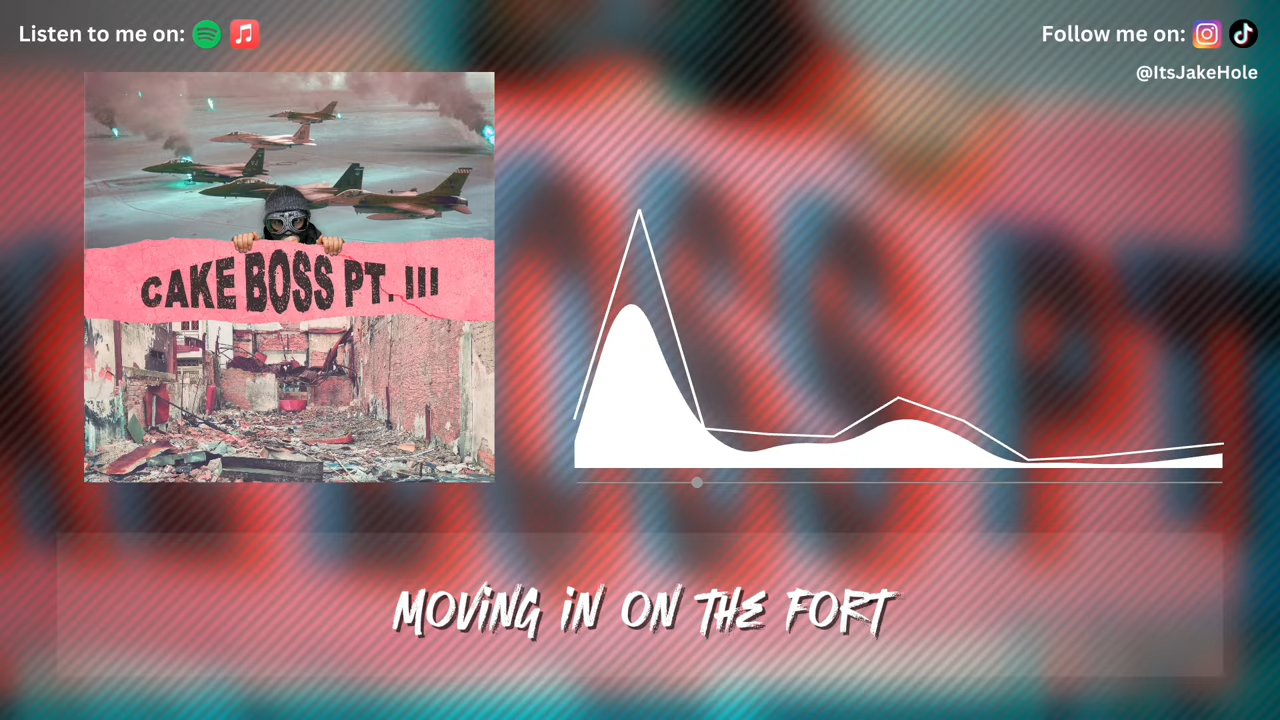 Listen to me on:
Follow me on:
@ItsJakeHole
CAKE BOSS PT. III
MOVING IN ON THE FORT